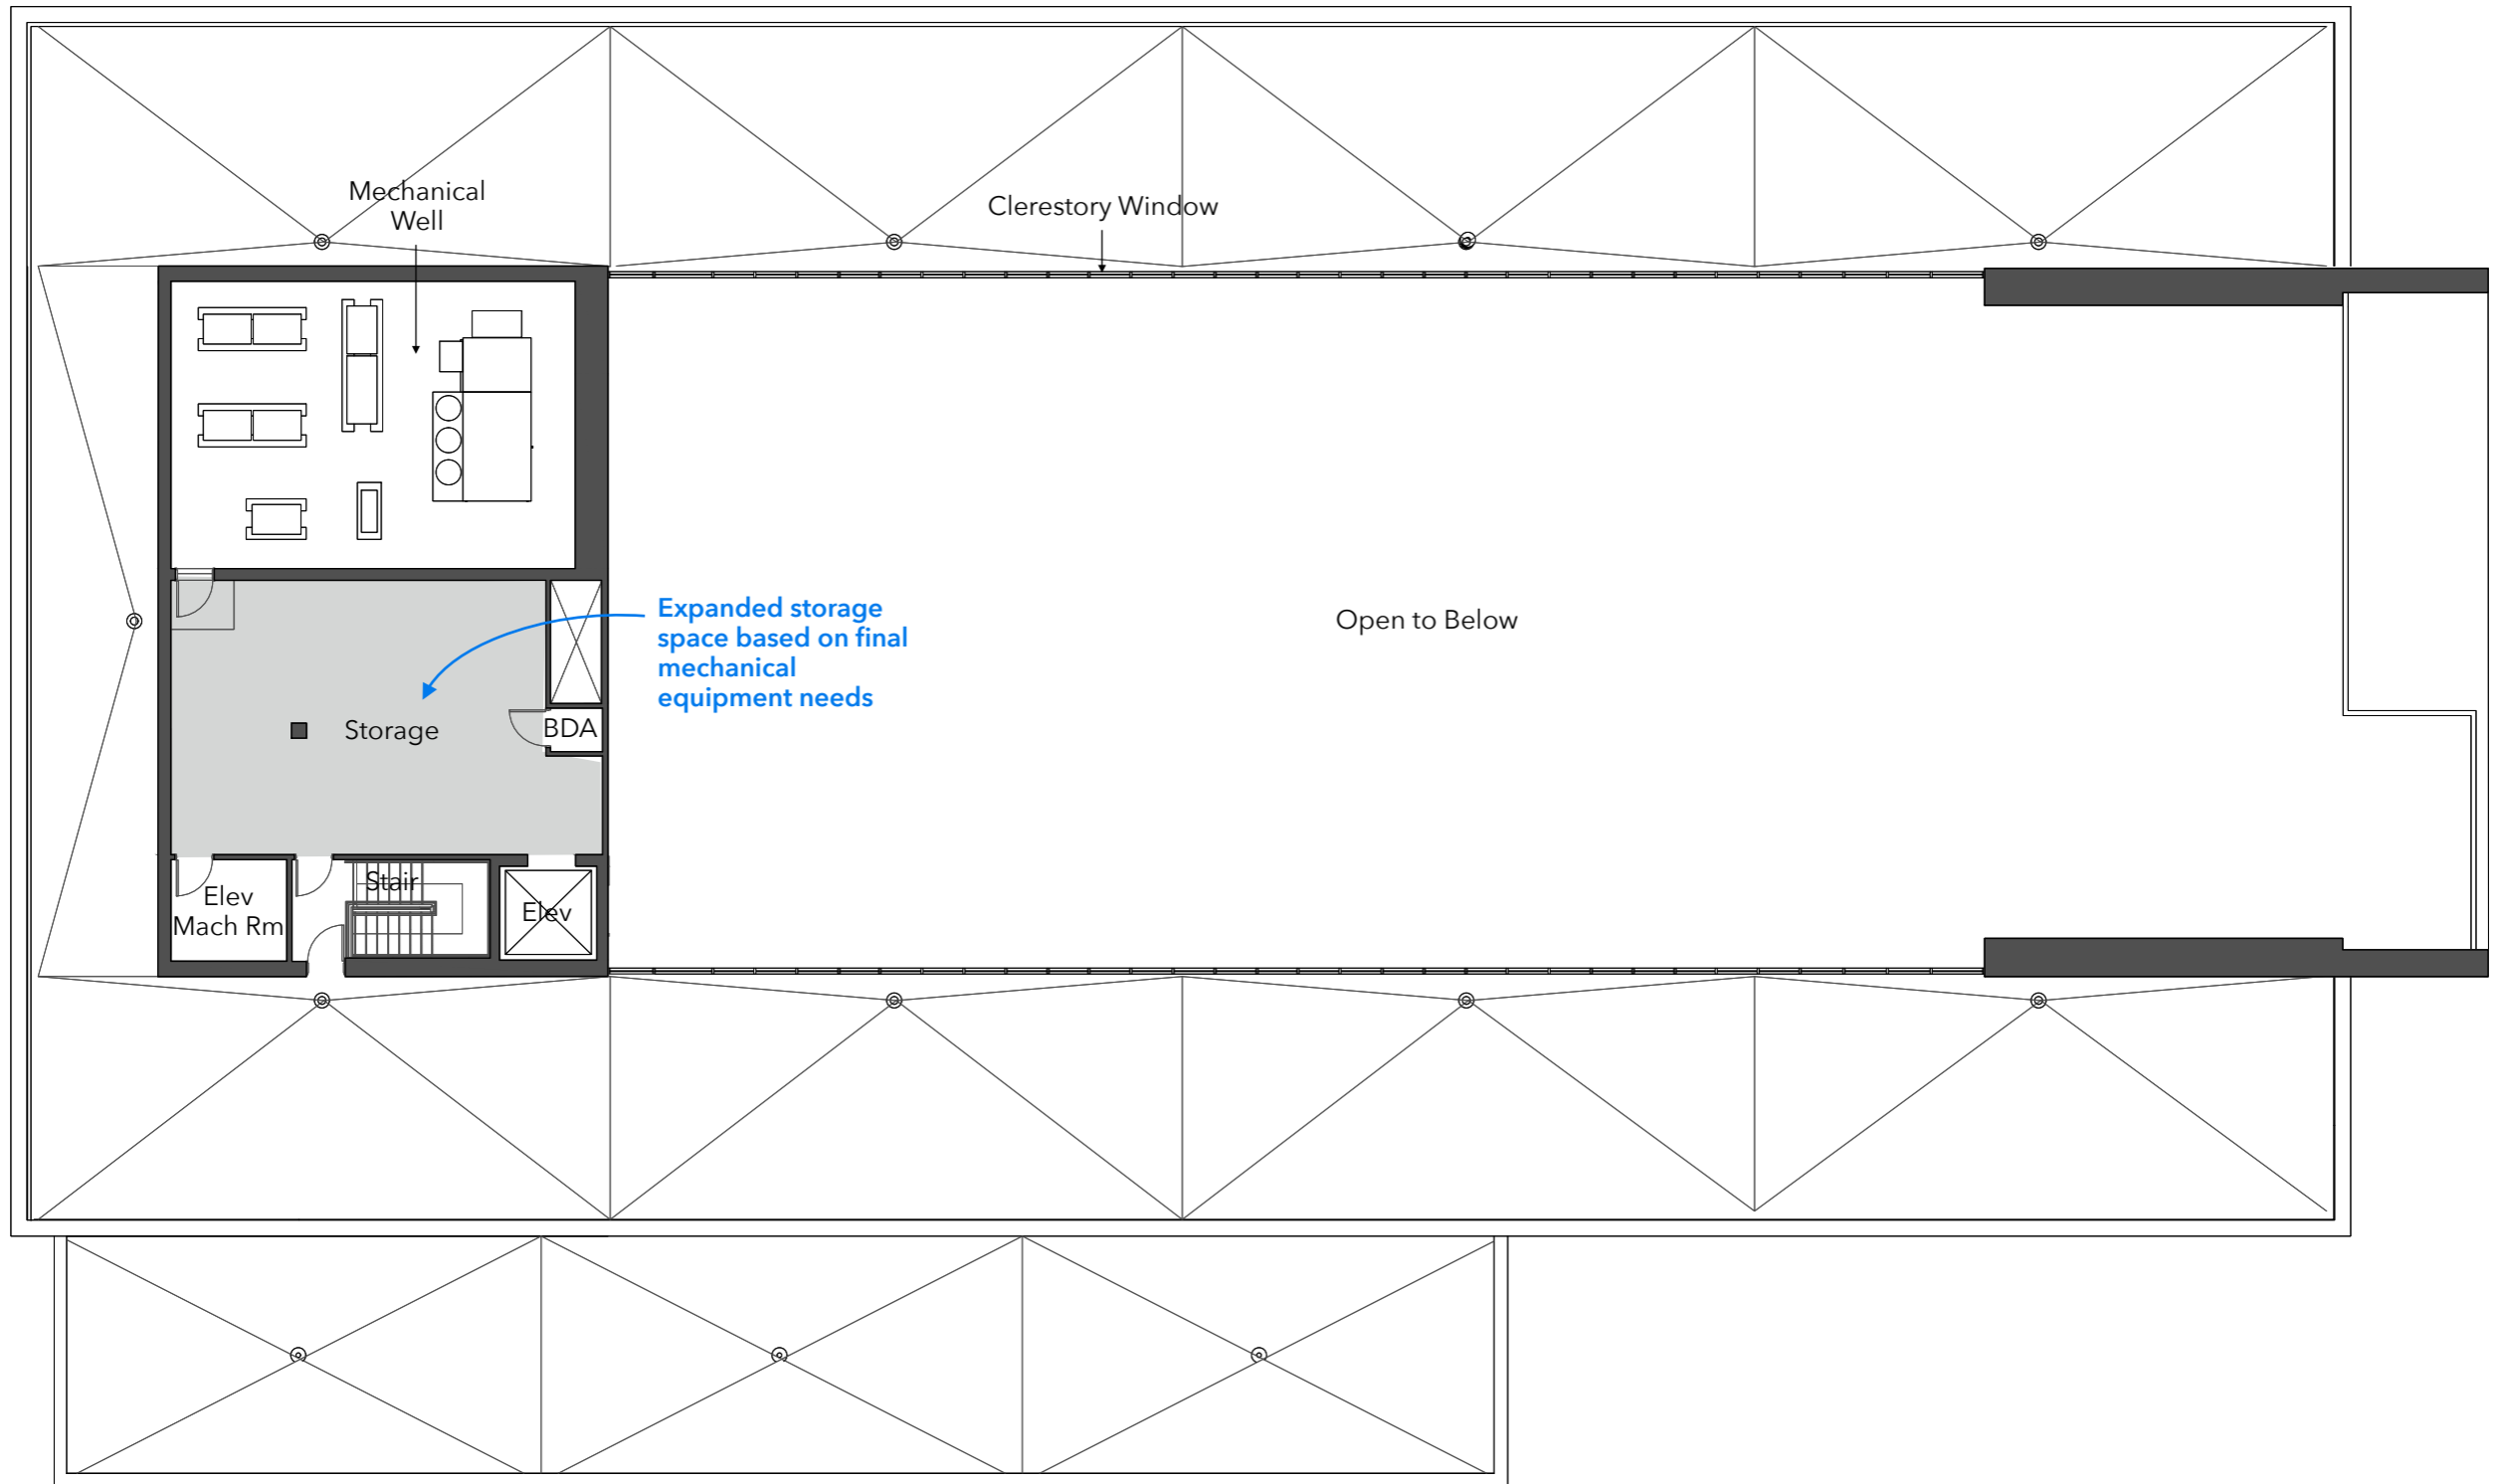 Mechanical
Well
Clerestory Window
Expanded storage
space based on final
mechanical
equipment needs
Open to Below
Storage
BDA
Stair
Elev
Mach Rm
Elev